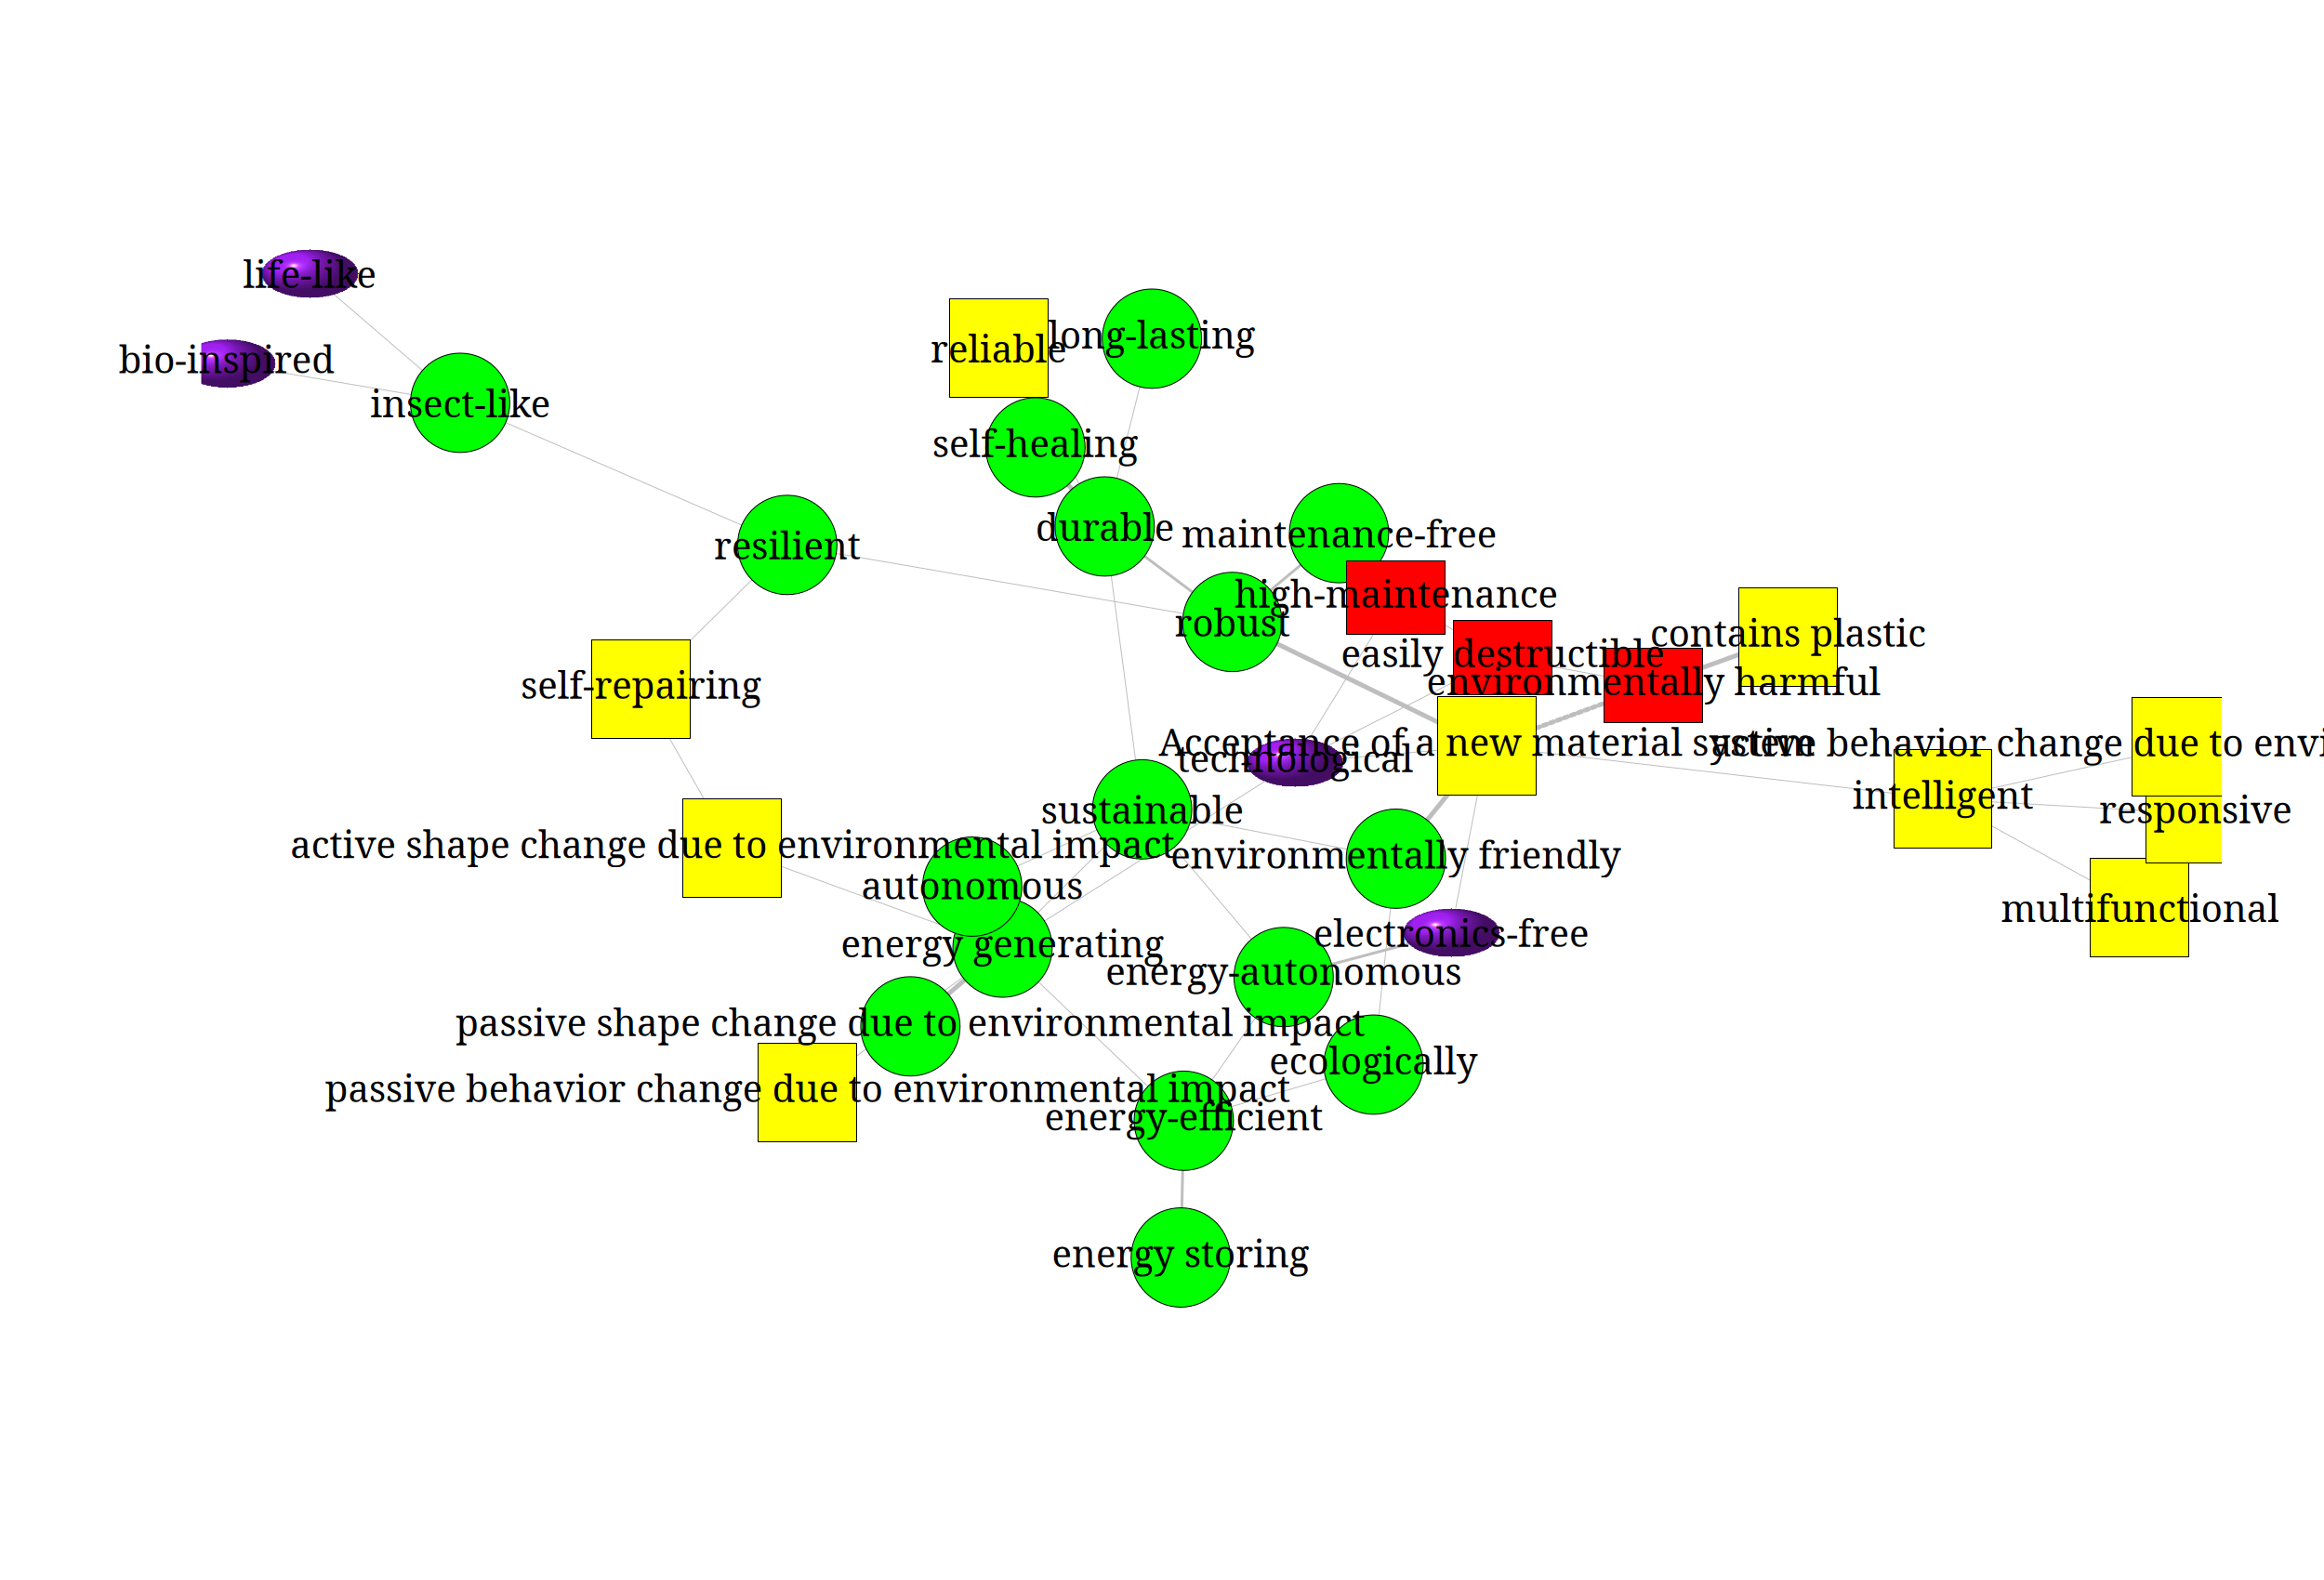 life-like
bio-inspired
insect-like
long-lasting
reliable
self-healing
durable
maintenance-free
resilient
high-maintenance
robust
contains plastic
easily destructible
environmentally harmful
self-repairing
Acceptance of a new material system
active behavior change due to envi
technological
intelligent
sustainable
responsive
active shape change due to environmental impact
environmentally friendly
autonomous
multifunctional
electronics-free
energy generating
energy-autonomous
passive shape change due to environmental impact
ecologically
passive behavior change due to environmental impact
energy-efficient
energy storing